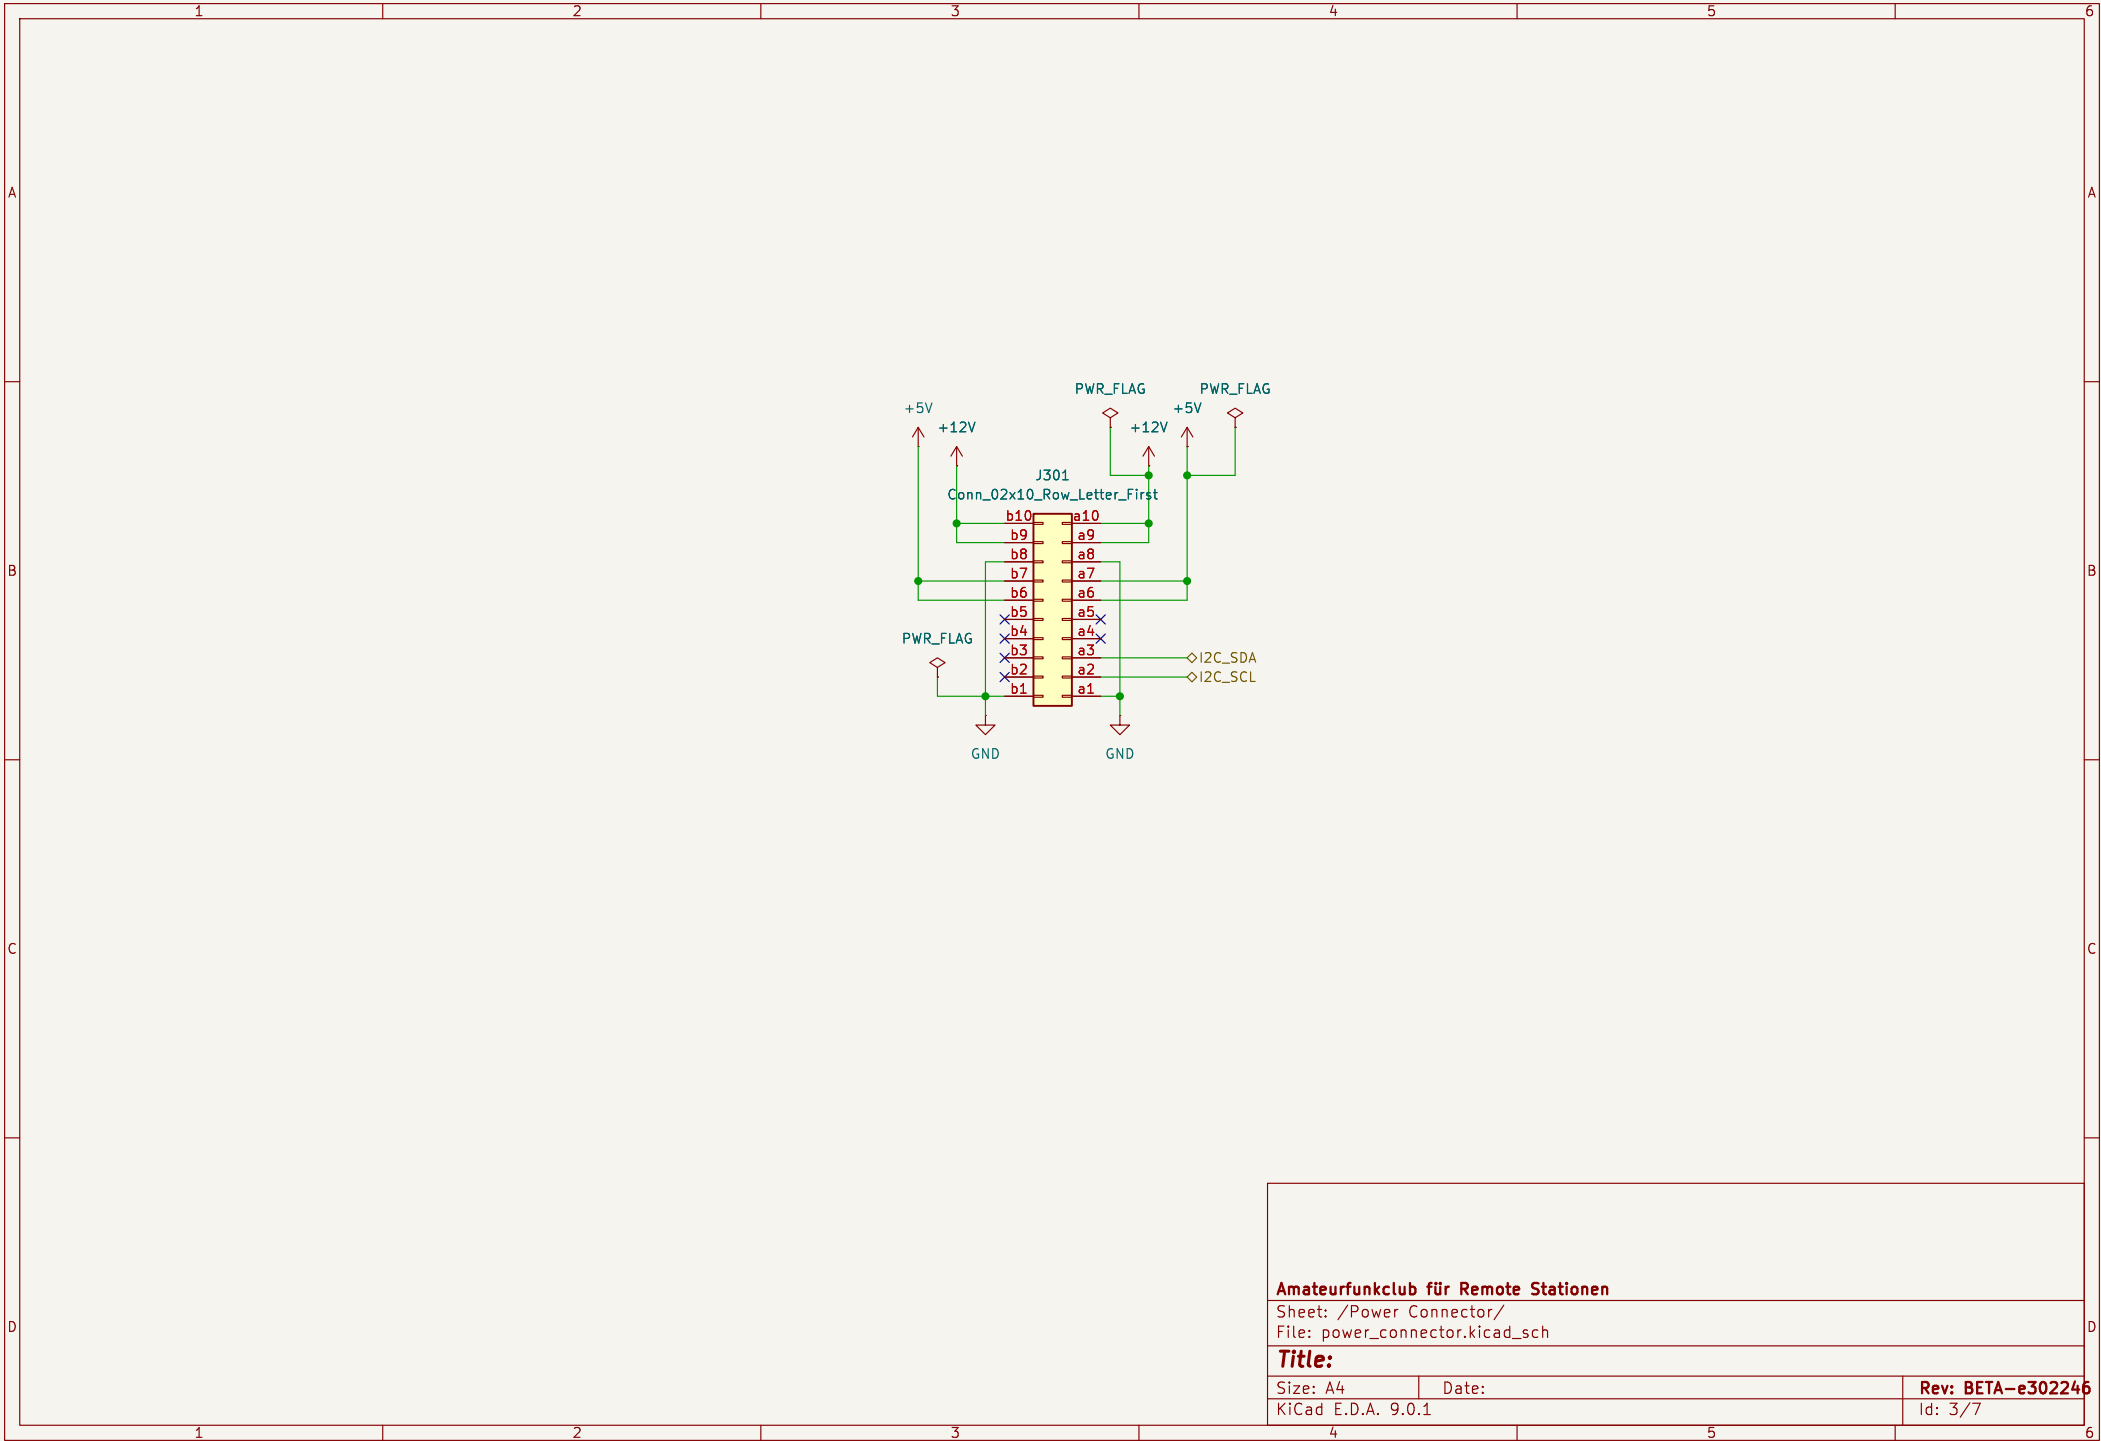 1 2 3 4 5 6
A A
PWR_FLAG PWR_FLAG
+5V +5V
+12V +12V
J301
Conn_02x10_Row_Letter_First
b10 a10
b9 a9
b8 a8
B B
b7 a7
b6 a6
b5 a5
b4 a4
PWR_FLAG
b3 a3 I2C_SDA
b2 a2 I2C_SCL
b1 a1
GND GND
C C
Amateurfunkclub für Remote Stationen
Sheet: /Power Connector/
D D
File: power_connector.kicad_sch
Title:
Size: A4 Date: Rev: BETA-e302246
KiCad E.D.A. 9.0.1 Id: 3/7
1 2 3 4 5 6